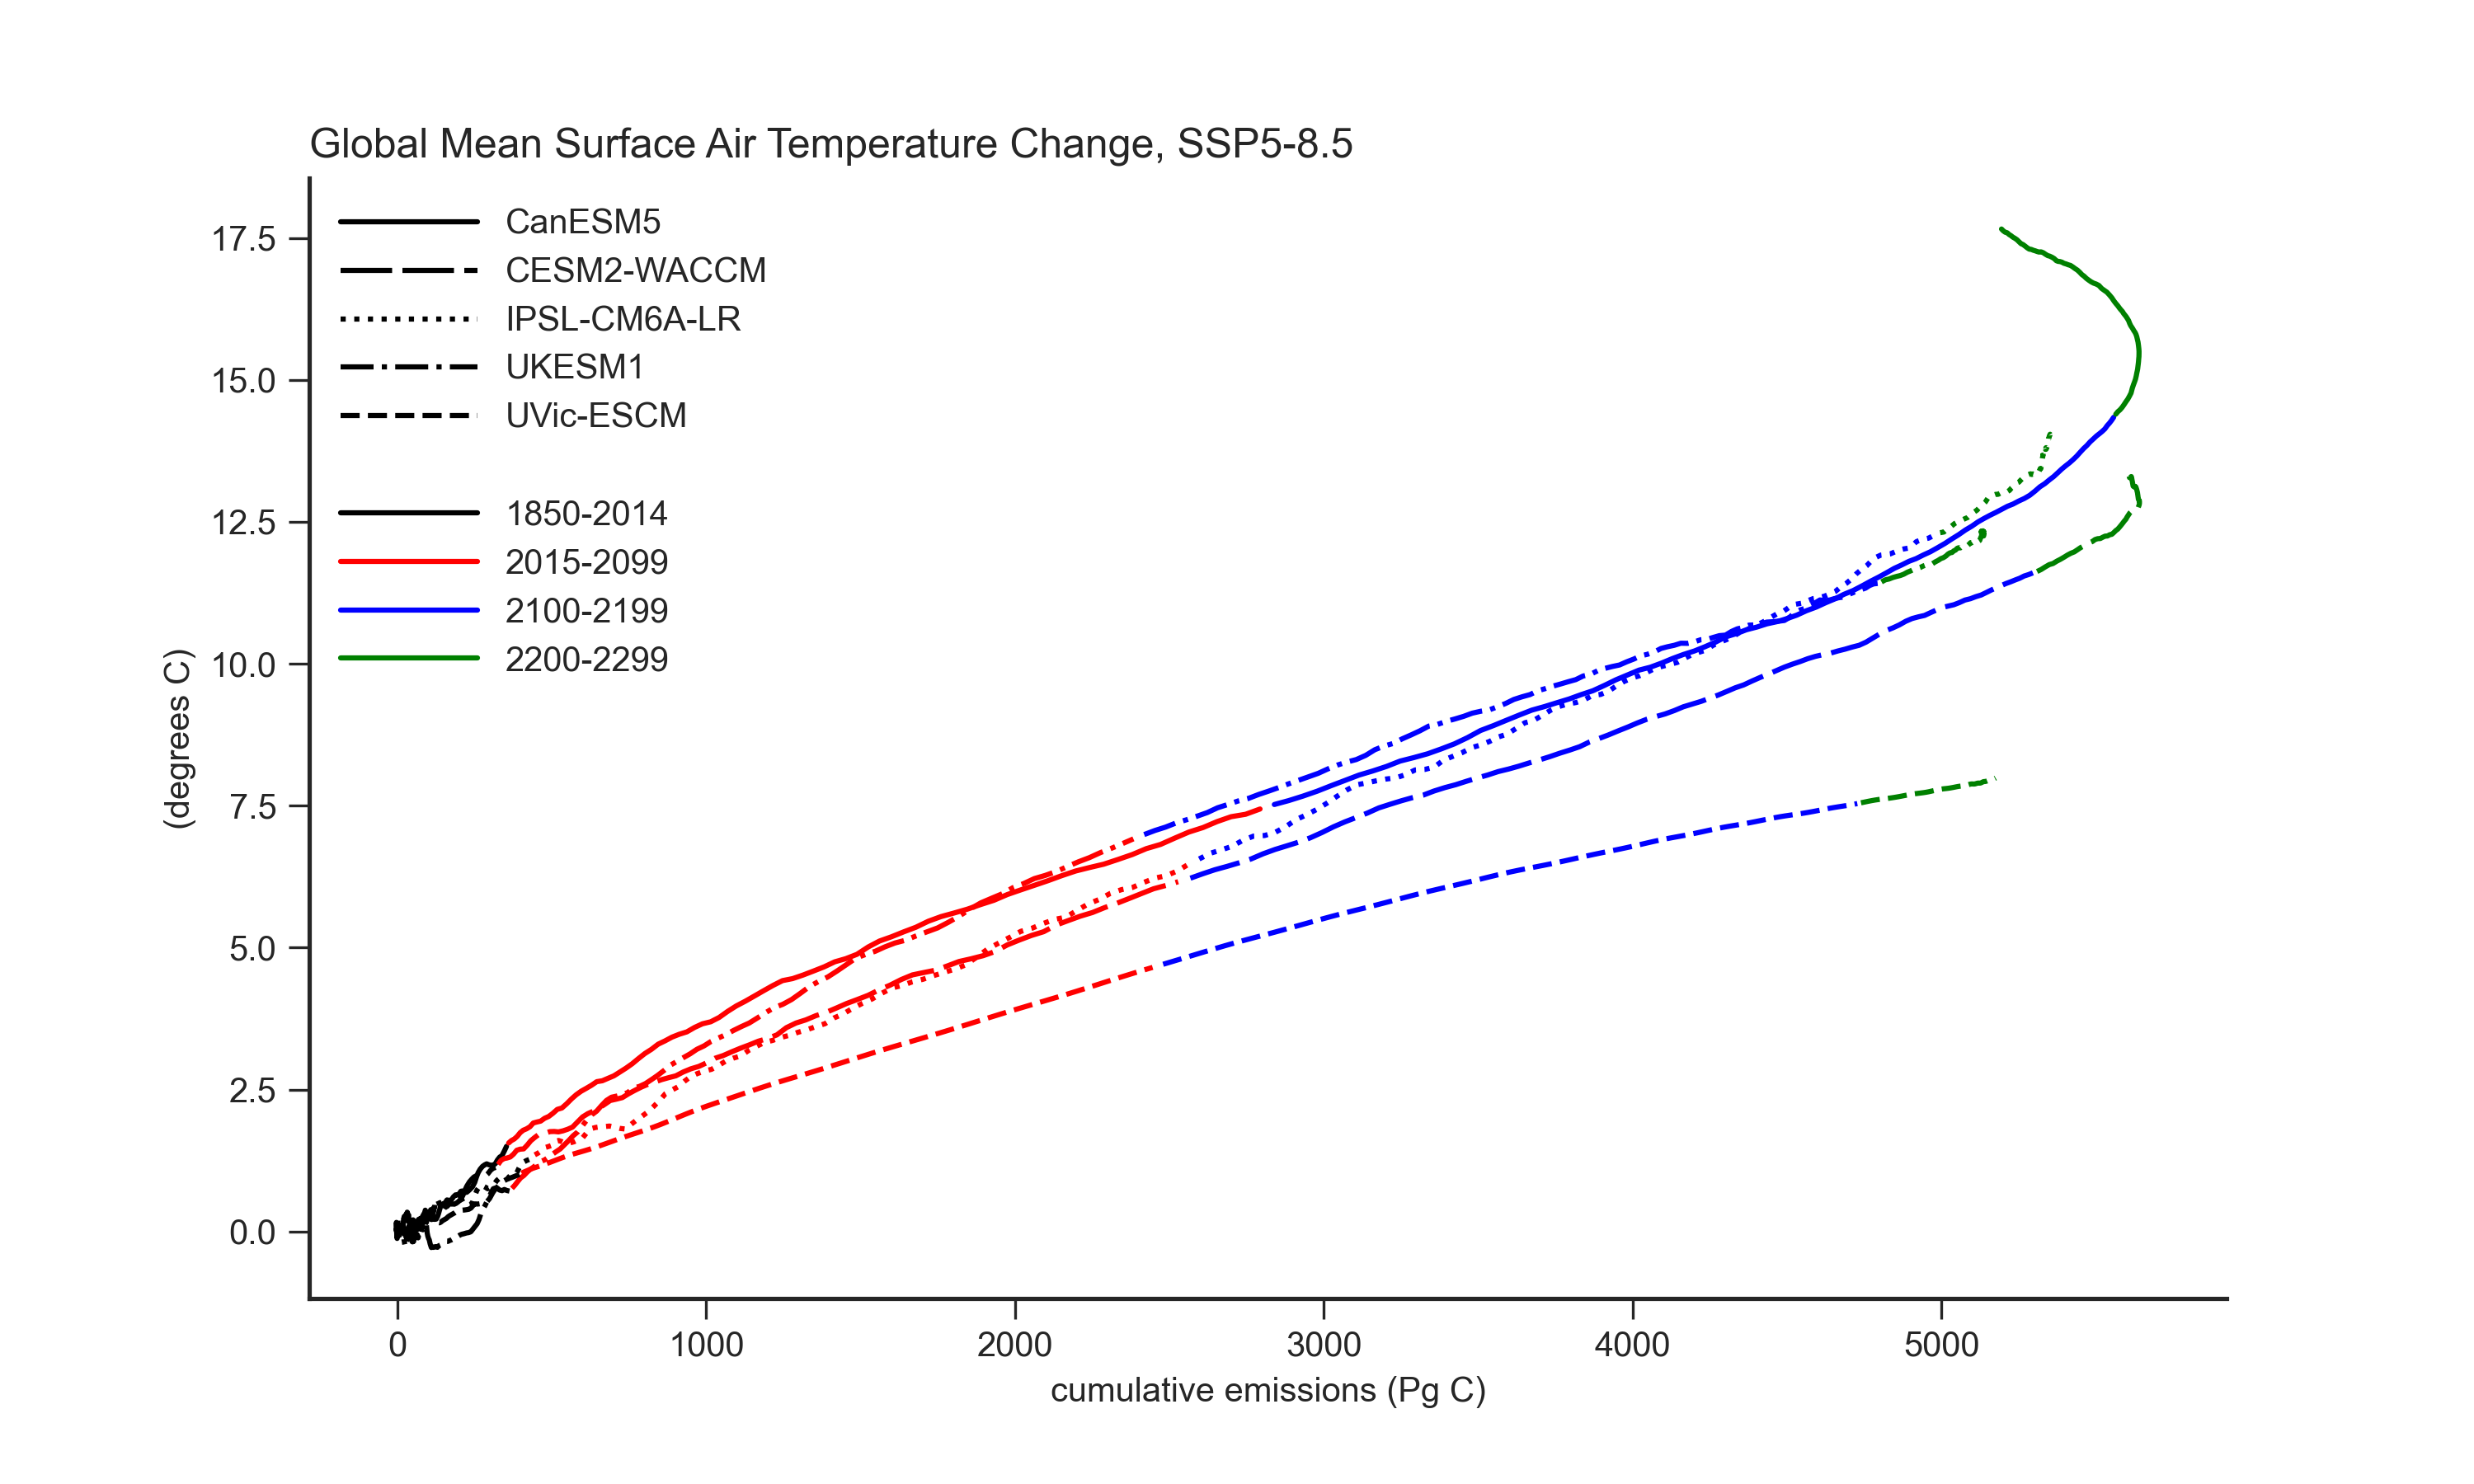 Global Mean Surface Air Temperature Change, SSP5-8.5
CanESM5
CESM2-WACCM
IPSL-CM6A-LR
UKESM1
UVic-ESCM
1850-2014
2015-2099
2100-2199
2200-2299
(degrees C)
17.5
15.0
12.5
10.0
7.5
5.0
2.5
0.0
0 1000 2000 3000 4000 5000
cumulative emissions (Pg C)